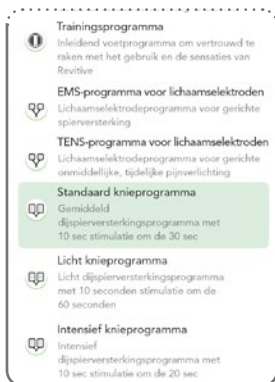 Trainingsprogramma
Inleidend voetprogramma om vertrouwd te
raken met het gebruik en de sensaties van
Revitive
EMS-programma voor lichaamselektroden
Lichaamselektrodeprogramma voor gerichte
spierversterking
TENS-programma voor lichaamselektroden
Lichaamselektrodeprogramma voor gerichte
onmiddellijke, tijdelijke pijnverlichting
Standaard knieprogramma
Gemiddeld
dijspierversterkingsprogramma met
10 sec stimulatie om de 30 sec
Licht knieprogramma
Licht dijspierversterkingsprogramma
met 10 seconden stimulatie om de
60 seconden
Intensief knieprogramma
Intensief
dijspierversterkingsprogramma met
10 sec stimulatie om de 20 sec